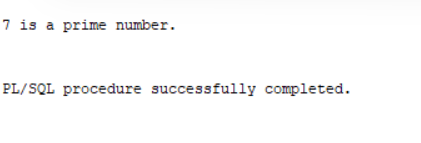 7 is a prime number.
PL/SQL procedure successfully completed.